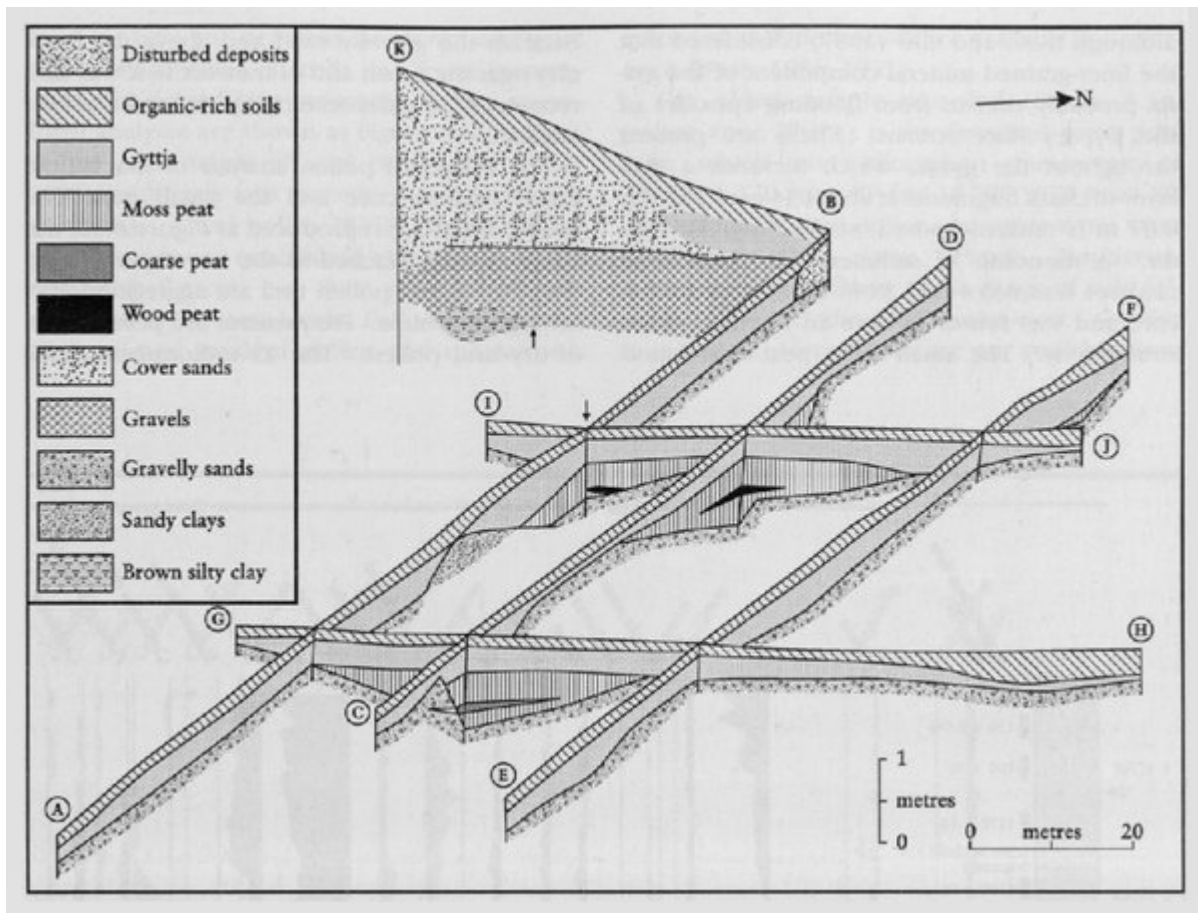 Disturbed deposits
Organic-rich soils
Gyttja
Moss peat
Coarse peat
Wood peat
Cover sands
Gravels
Gravelly sands
Sandy clays
Brown silty clay
K
N
B
D
F
I
J
G
H
C
E
A
1
metres
0
0 metres 20